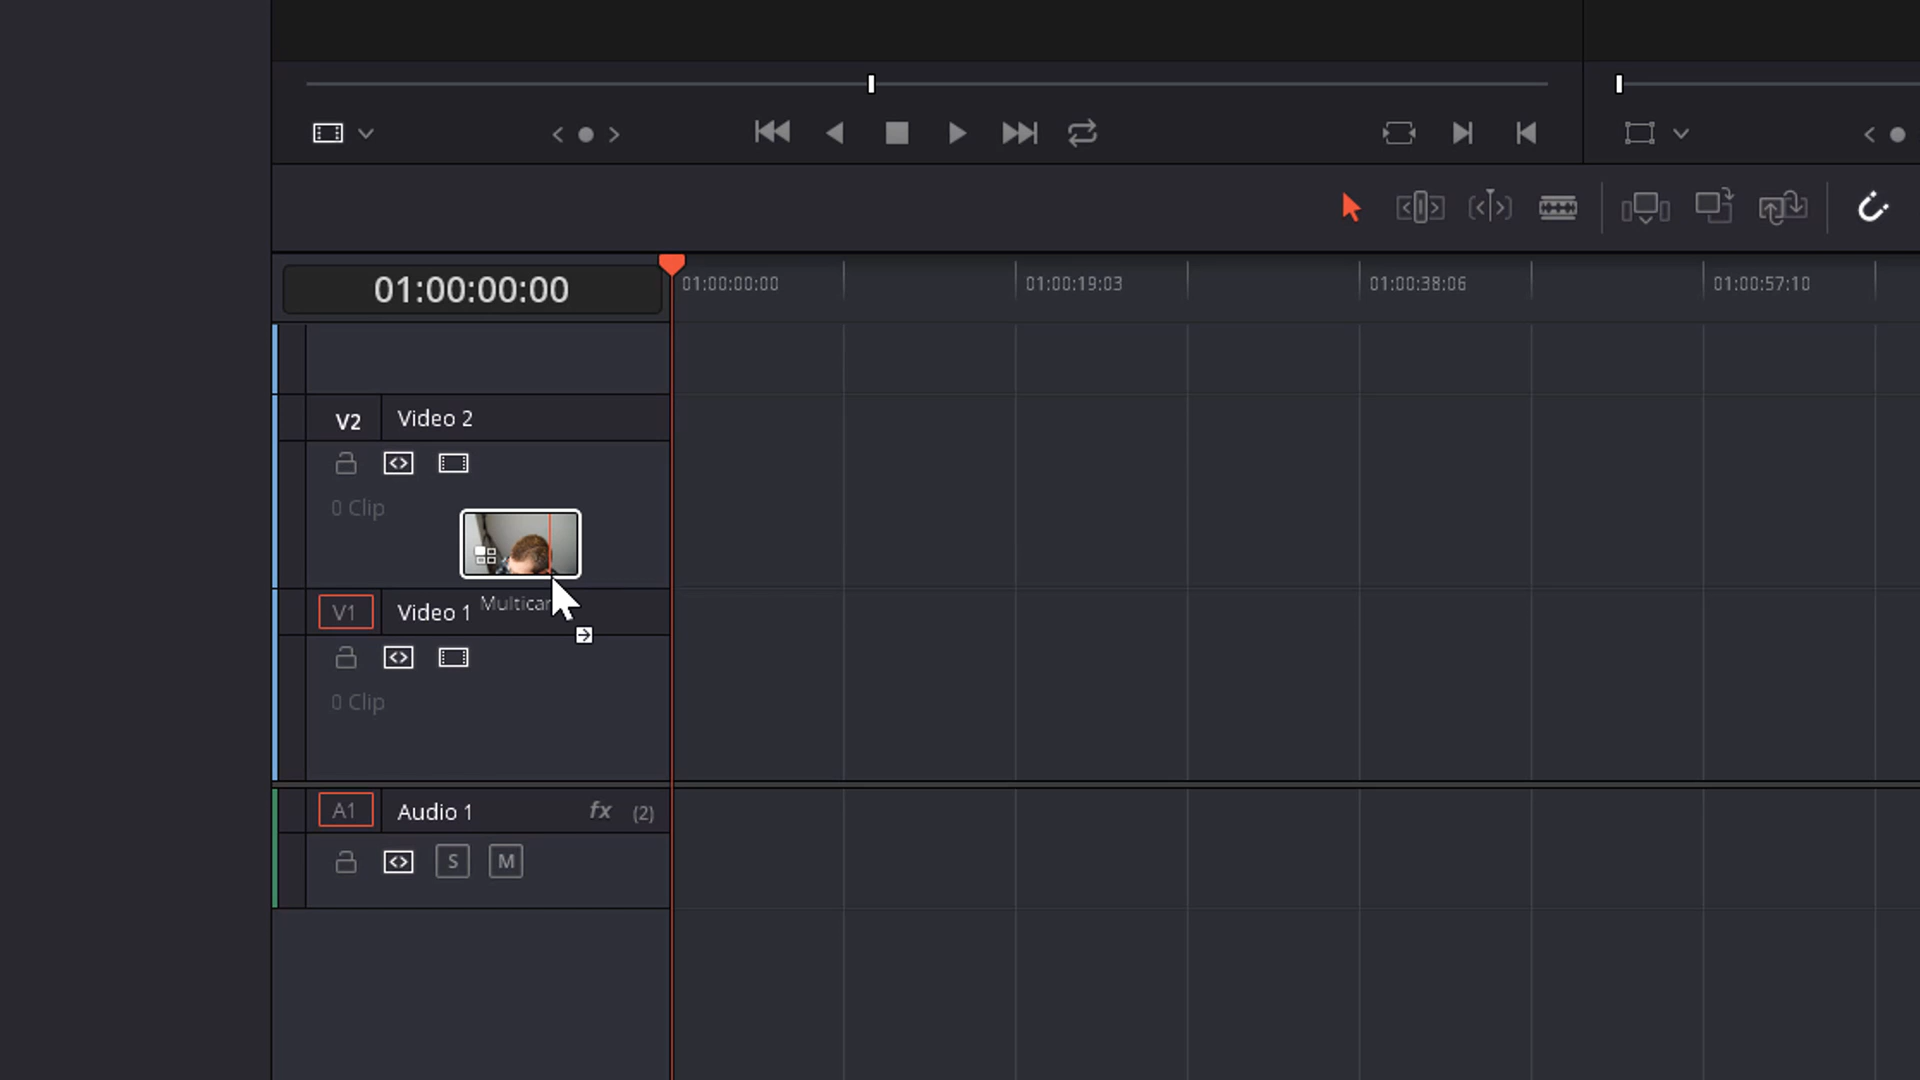 01:00:00:00
01:00:00:00
01:00:19:03
01:00:38:06
01:00:57:10
V2 Video 2
0 Clip
V1 Video 1
0 Clip
A1 Audio 1 fx (2)
S M